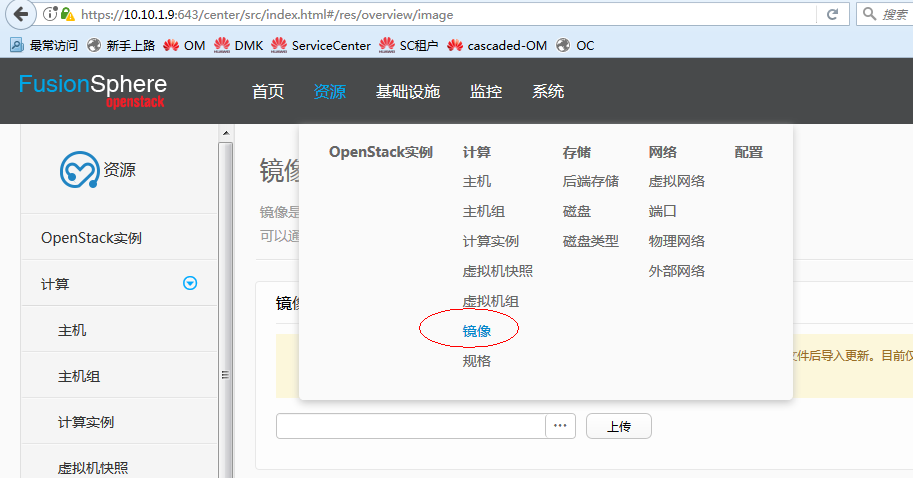 https://10.10.1.9:643/center/src/index.html#/res/overview/image
搜索
最常访问 新手上路 OM DMK ServiceCenter SC租户 cascaded-OM OC
FusionSphere
openstack
首页 资源 基础设施 监控 系统
资源
OpenStack实例
计算
主机
主机组
计算实例
虚拟机快照
镜像
镜像是
可以通
OpenStack实例 计算 存储 网络 配置
主机 后端存储 虚拟网络
主机组 磁盘 端口
计算实例 磁盘类型 物理网络
虚拟机快照 外部网络
虚拟机组
镜像
规格
镜像
文件后导入更新。目前仅
... 上传